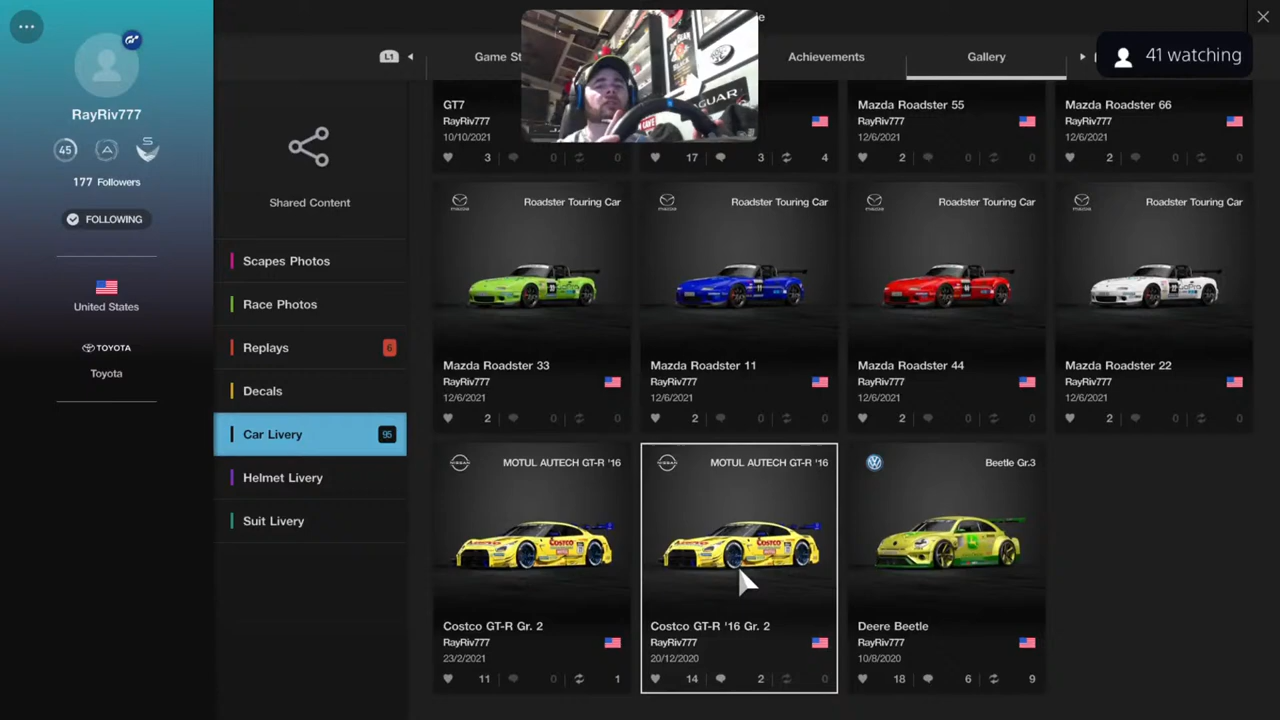 RayRiv777
45
177 Followers
FOLLOWING
United States
TOYOTA
Toyota
L1
Game St
Achievements
Gallery
41 watching
Shared Content
Scapes Photos
Race Photos
Replays 6
Decals
Car Livery 95
Helmet Livery
Suit Livery
GT7
RayRiv777
10/10/2021
3 0 0
17 3 4
Mazda Roadster 55
RayRiv777
12/6/2021
2 0 0
Mazda Roadster 66
RayRiv777
12/6/2021
2 0 0
Roadster Touring Car
Mazda Roadster 33
RayRiv777
12/6/2021
2 0 0
Roadster Touring Car
Mazda Roadster 11
RayRiv777
12/6/2021
2 0 0
Roadster Touring Car
Mazda Roadster 44
RayRiv777
12/6/2021
2 0 0
Roadster Touring Car
Mazda Roadster 22
RayRiv777
12/6/2021
2 0 0
MOTUL AUTECH GT-R '16
COSTCO
Costco GT-R Gr. 2
RayRiv777
23/2/2021
11 0 1
MOTUL AUTECH GT-R '16
COSTCO
Costco GT-R '16 Gr. 2
RayRiv777
20/12/2020
14 2 0
Beetle Gr.3
Deere Beetle
RayRiv777
10/8/2020
18 6 9